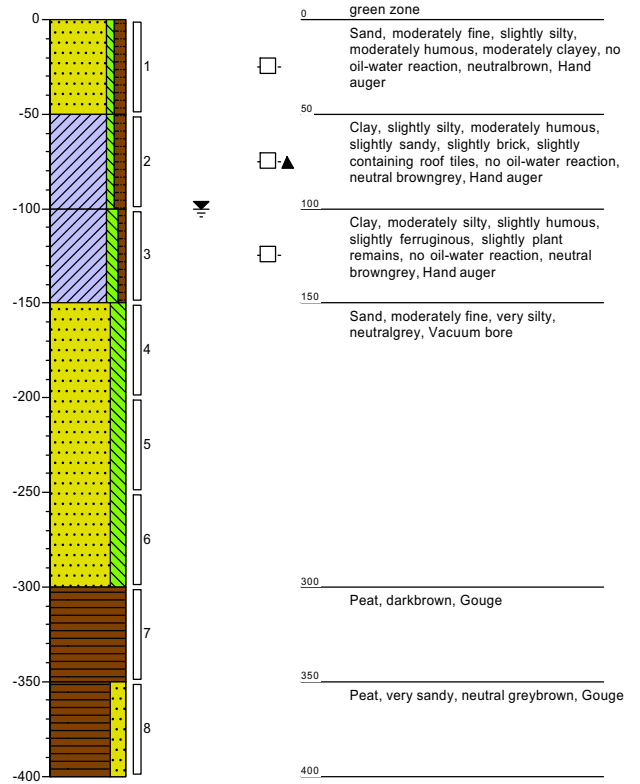 green zone
0
0
Sand, moderately fine, slightly silty,
moderately humous, moderately clayey, no
oil-water reaction, neutralbrown, Hand
auger
1
-50
50
Clay, slightly silty, moderately humous,
slightly sandy, slightly brick, slightly
containing roof tiles, no oil-water reaction,
neutral browngrey, Hand auger
2
-100
100
Clay, moderately silty, slightly humous,
slightly ferruginous, slightly plant
remains, no oil-water reaction, neutral
browngrey, Hand auger
3
-150
150
Sand, moderately fine, very silty,
neutralgrey, Vacuum bore
4
-200
5
-250
6
-300
300
Peat, darkbrown, Gouge
7
-350
350
Peat, very sandy, neutral greybrown, Gouge
8
-400
400